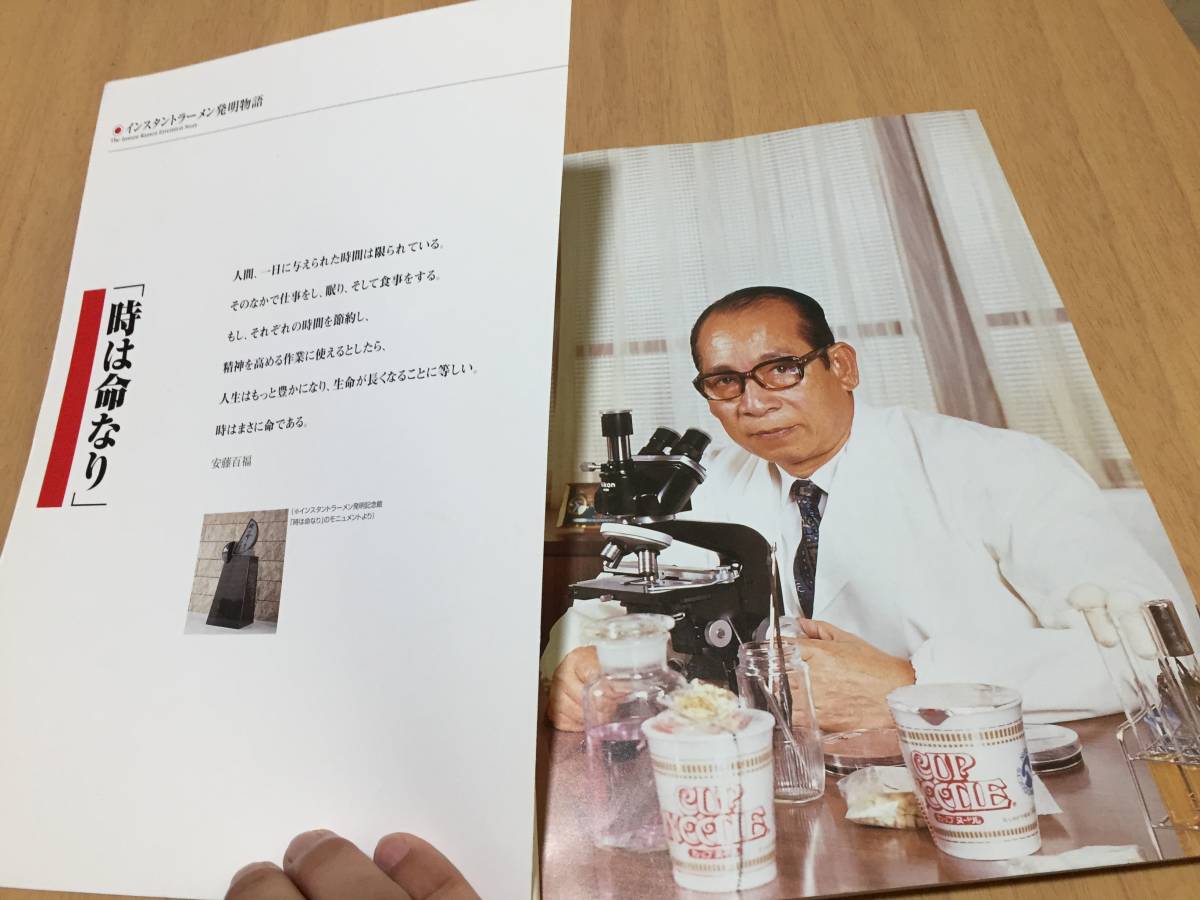 インスタントラーメン発明物語
The Instant Ramen Invention Story
「時は命なり」
人間、一日に与えられた時間は限られている。
そのなかで仕事をし、眠り、そして食事をする。
もし、それぞれの時間を節約し、
精神を高める作業に使えるとしたら、
人生はもっと豊かになり、生命が長くなることに等しい。
時はまさに命である。
安藤百福
(※インスタントラーメン発明記念館
「時は命なり」のモニュメントより)
Nikon
CUP
NOODLE
カップ ヌードル
CUP
NOODLE
カップ ヌードル